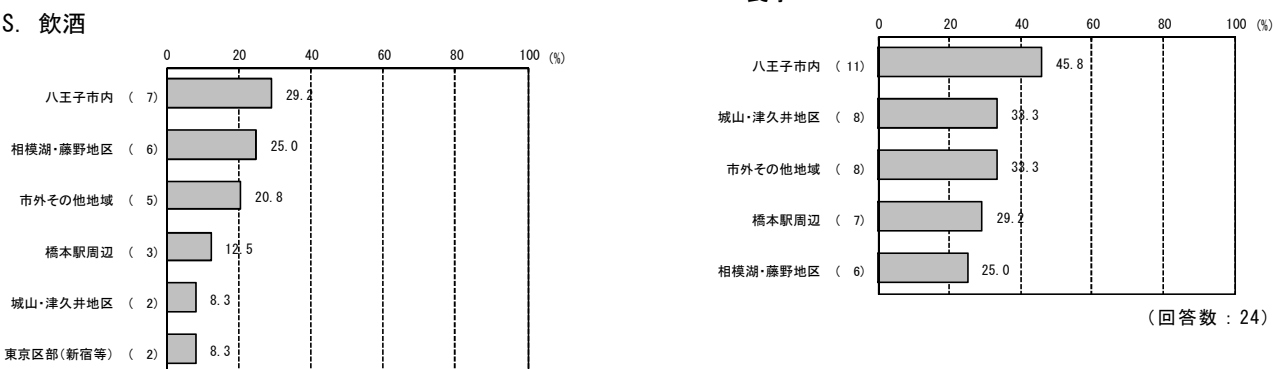 S. 飲酒
0 20 40 60 80 100 (%)
八王子市内 ( 7) 29.2
相模湖・藤野地区 ( 6) 25.0
市外その他地域 ( 5) 20.8
橋本駅周辺 ( 3) 12.5
城山・津久井地区 ( 2) 8.3
東京区部(新宿等) ( 2) 8.3
0 20 40 60 80 100 (%)
八王子市内 ( 11) 45.8
城山・津久井地区 ( 8) 33.3
市外その他地域 ( 8) 33.3
橋本駅周辺 ( 7) 29.2
相模湖・藤野地区 ( 6) 25.0
(回答数：24)